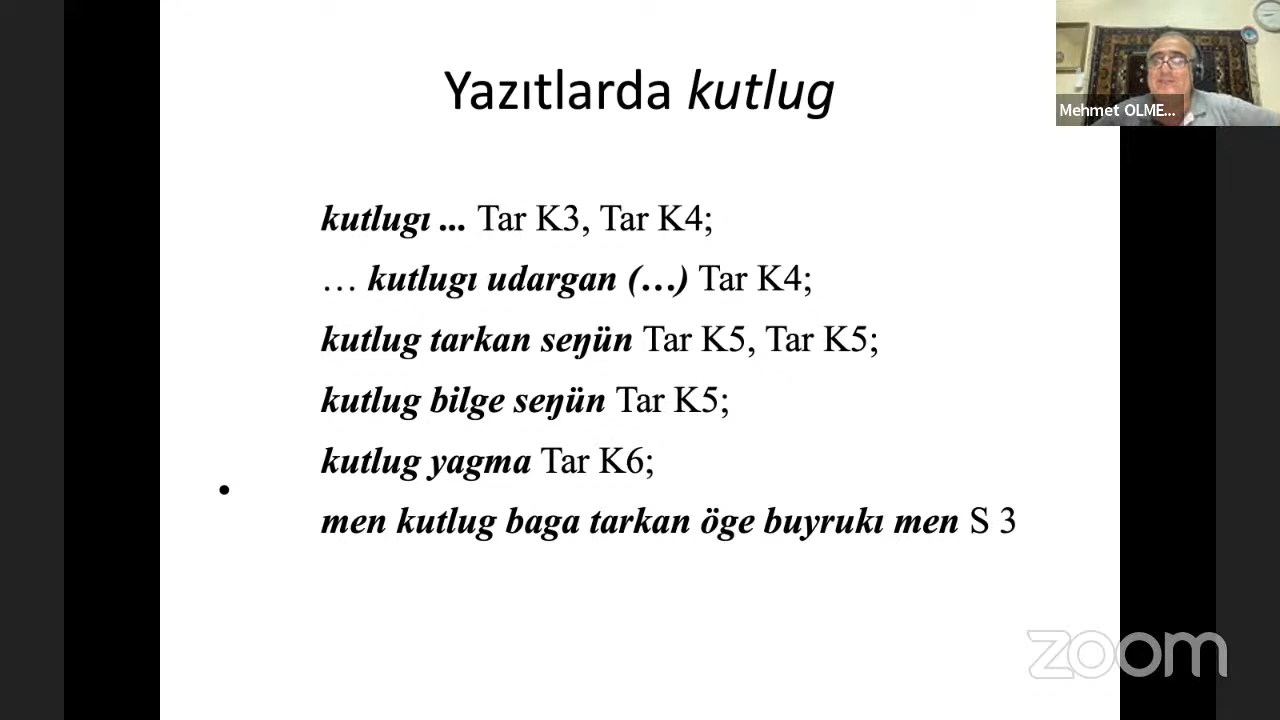 Yazıtlarda kutlug
Mehmet OLME...
kutlugı ... Tar K3, Tar K4;
… kutlugı udargan (…) Tar K4;
kutlug tarkan seŋün Tar K5, Tar K5;
kutlug bilge seŋün Tar K5;
kutlug yagma Tar K6;
•
men kutlug baga tarkan öge buyrukı men S 3
zoom